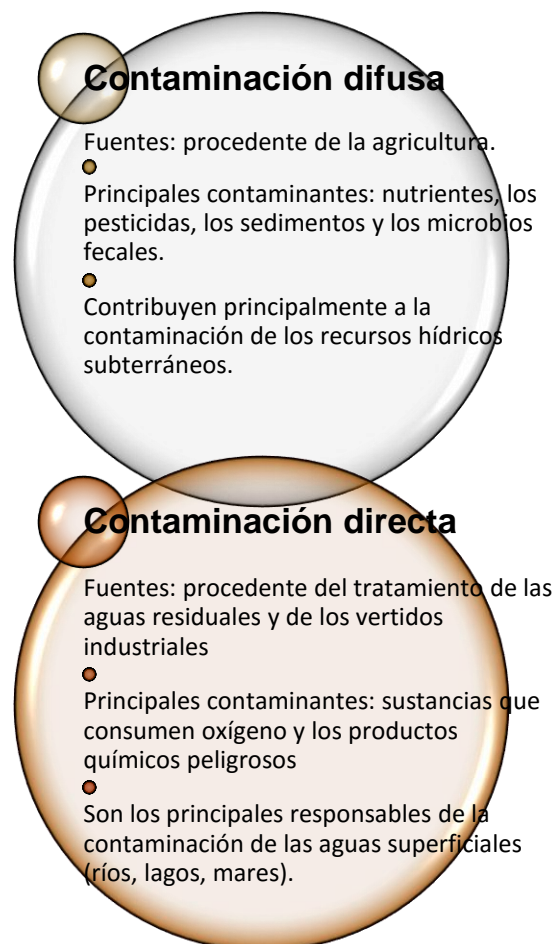 Contaminación difusa
Fuentes: procedente de la agricultura.
Principales contaminantes: nutrientes, los
pesticidas, los sedimentos y los microbios
fecales.
Contribuyen principalmente a la
contaminación de los recursos hídricos
subterráneos.
Contaminación directa
Fuentes: procedente del tratamiento de las
aguas residuales y de los vertidos
industriales
Principales contaminantes: sustancias que
consumen oxígeno y los productos
químicos peligrosos
Son los principales responsables de la
contaminación de las aguas superficiales
(ríos, lagos, mares).